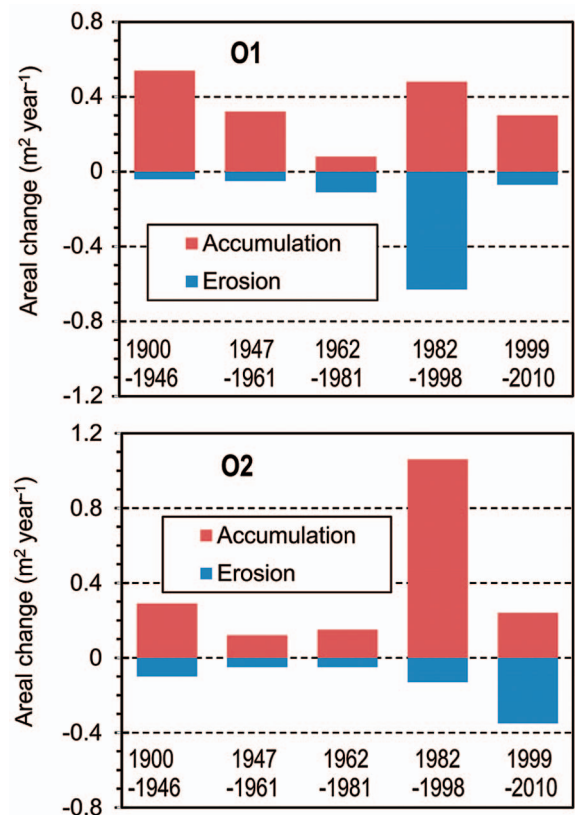 0.8
O1
0.4
0
-0.4
-0.8
-1.2
Areal change (m² year⁻¹)
Accumulation
Erosion
1900 1947 1962 1982 1999
-1946 -1961 -1981 -1998 -2010
1.2
O2
0.8
0.4
0
-0.4
-0.8
Areal change (m² year⁻¹)
Accumulation
Erosion
1900 1947 1962 1982 1999
-1946 -1961 -1981 -1998 -2010